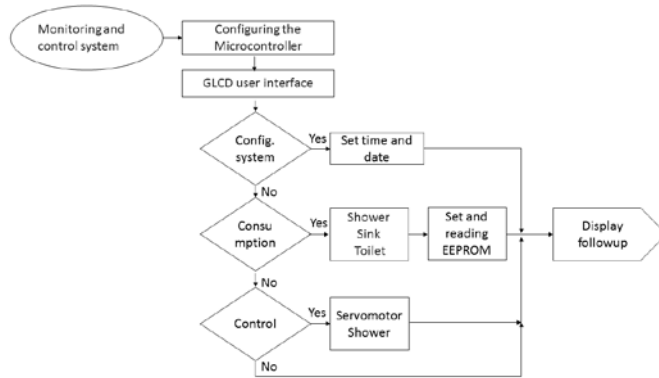 Monitoring and
control system
Configuring the
Microcontroller
GLCD user interface
Config.
system
Yes
Set time and
date
No
Consu
mption
Yes
Shower
Sink
Toilet
Set and
reading
EEPROM
Display
followup
No
Control
Yes
Servomotor
Shower
No